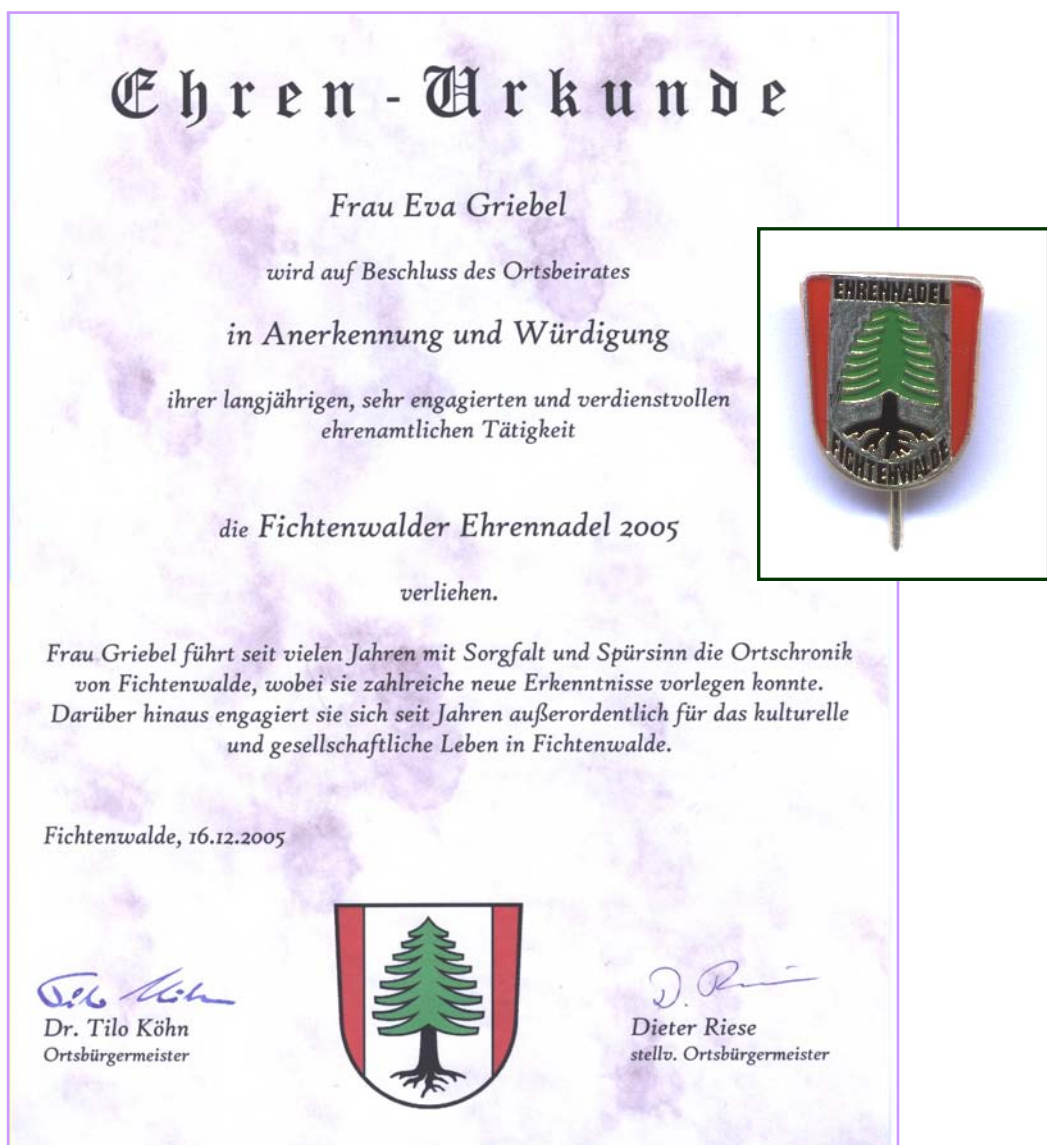 Ehren-Urkunde
Frau Eva Griebel
wird auf Beschluss des Ortsbeirates
in Anerkennung und Würdigung
ihrer langjährigen, sehr engagierten und verdienstvollen
ehrenamtlichen Tätigkeit
die Fichtenwalder Ehrennadel 2005
verliehen.
Frau Griebel führt seit vielen Jahren mit Sorgfalt und Spürsinn die Ortschronik
von Fichtenwalde, wobei sie zahlreiche neue Erkenntnisse vorlegen konnte.
Darüber hinaus engagiert sie sich seit Jahren außerordentlich für das kulturelle
und gesellschaftliche Leben in Fichtenwalde.
Fichtenwalde, 16.12.2005
Tilo Köhn
Dr. Tilo Köhn
Ortsbürgermeister
D. Riese
Dieter Riese
stellv. Ortsbürgermeister
EHRENNADEL
FICHTENWALDE